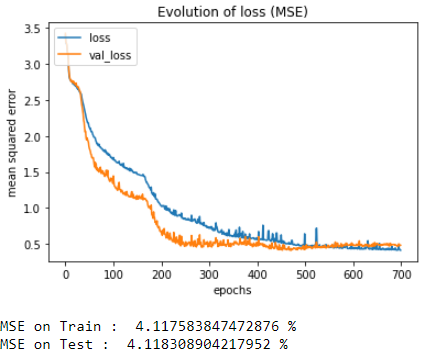 Evolution of loss (MSE)
3.5
3.0
2.5
2.0
1.5
1.0
0.5
mean squared error
loss
val_loss
0 100 200 300 400 500 600 700
epochs
MSE on Train :  4.117583847472876 %
MSE on Test :  4.118308904217952 %